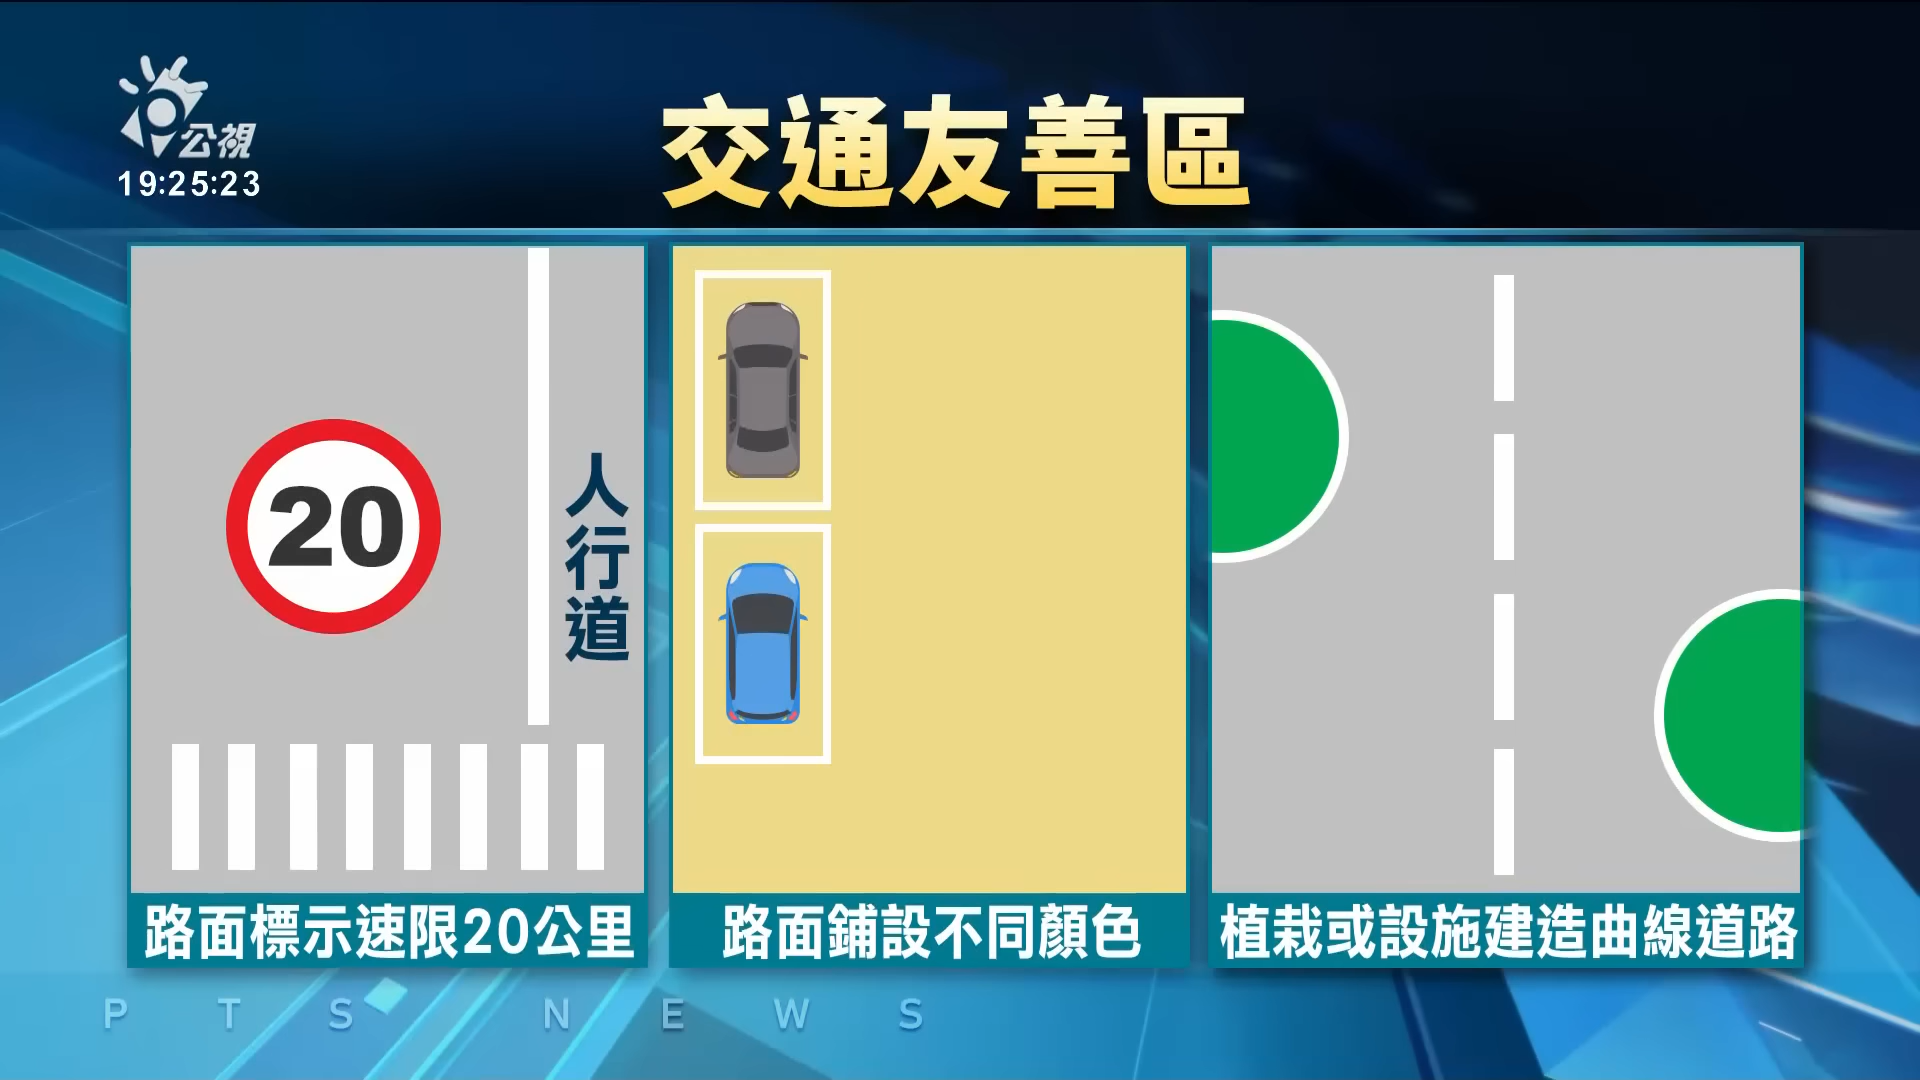 公視
19:25:23
交通友善區
20
人行道
路面標示速限20公里
路面鋪設不同顏色
植栽或設施建造曲線道路
PTS NEWS